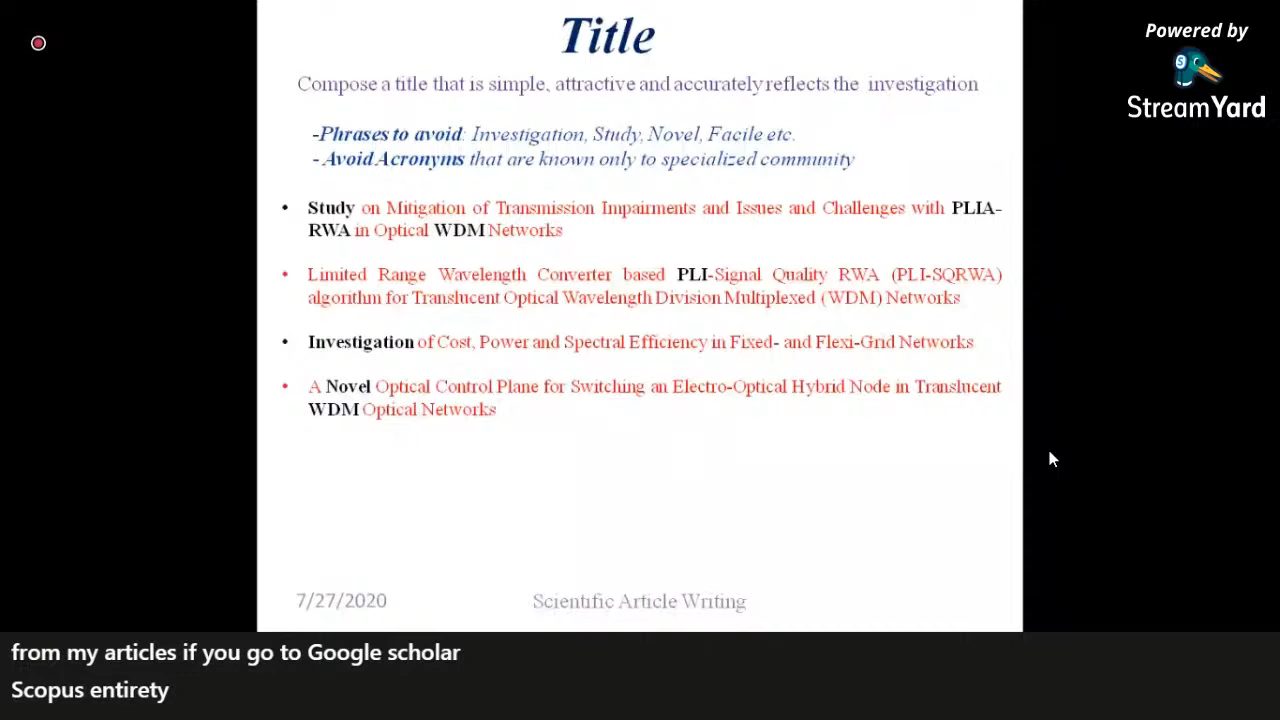 Title
Powered by
StreamYard
Compose a title that is simple, attractive and accurately reflects the investigation
-Phrases to avoid: Investigation, Study, Novel, Facile etc.
- Avoid Acronyms that are known only to specialized community
• Study on Mitigation of Transmission Impairments and Issues and Challenges with PLIA-
RWA in Optical WDM Networks
• Limited Range Wavelength Converter based PLI-Signal Quality RWA (PLI-SQRWA)
algorithm for Translucent Optical Wavelength Division Multiplexed (WDM) Networks
• Investigation of Cost, Power and Spectral Efficiency in Fixed- and Flexi-Grid Networks
• A Novel Optical Control Plane for Switching an Electro-Optical Hybrid Node in Translucent
WDM Optical Networks
7/27/2020
Scientific Article Writing
from my articles if you go to Google scholar
Scopus entirety